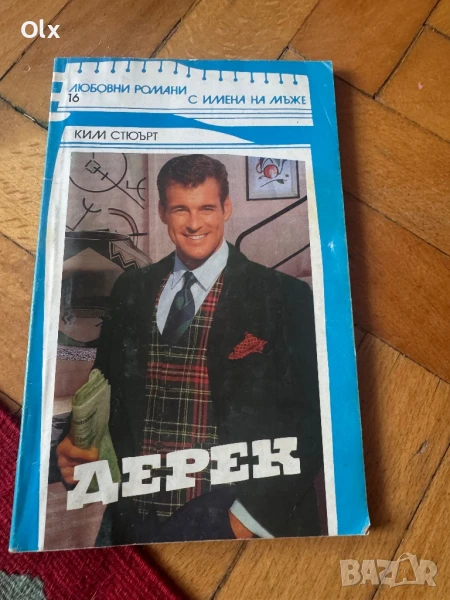 Olx
ЛЮБОВНИ РОМАНИ
16 С ИМЕНА НА МЪЖЕ
КИМ СТЮЪРТ
ДЕРЕК
BAZAR